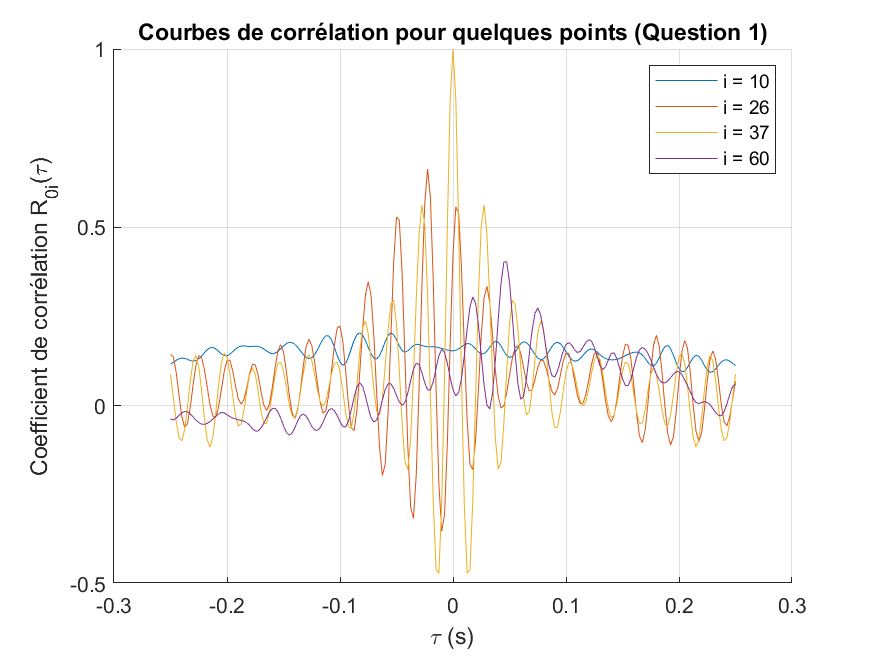 Courbes de corrélation pour quelques points (Question 1)
i = 10
i = 26
i = 37
i = 60
Coefficient de corrélation R0i(τ)
1
0.5
0
-0.5
-0.3
-0.2
-0.1
0
0.1
0.2
0.3
τ (s)